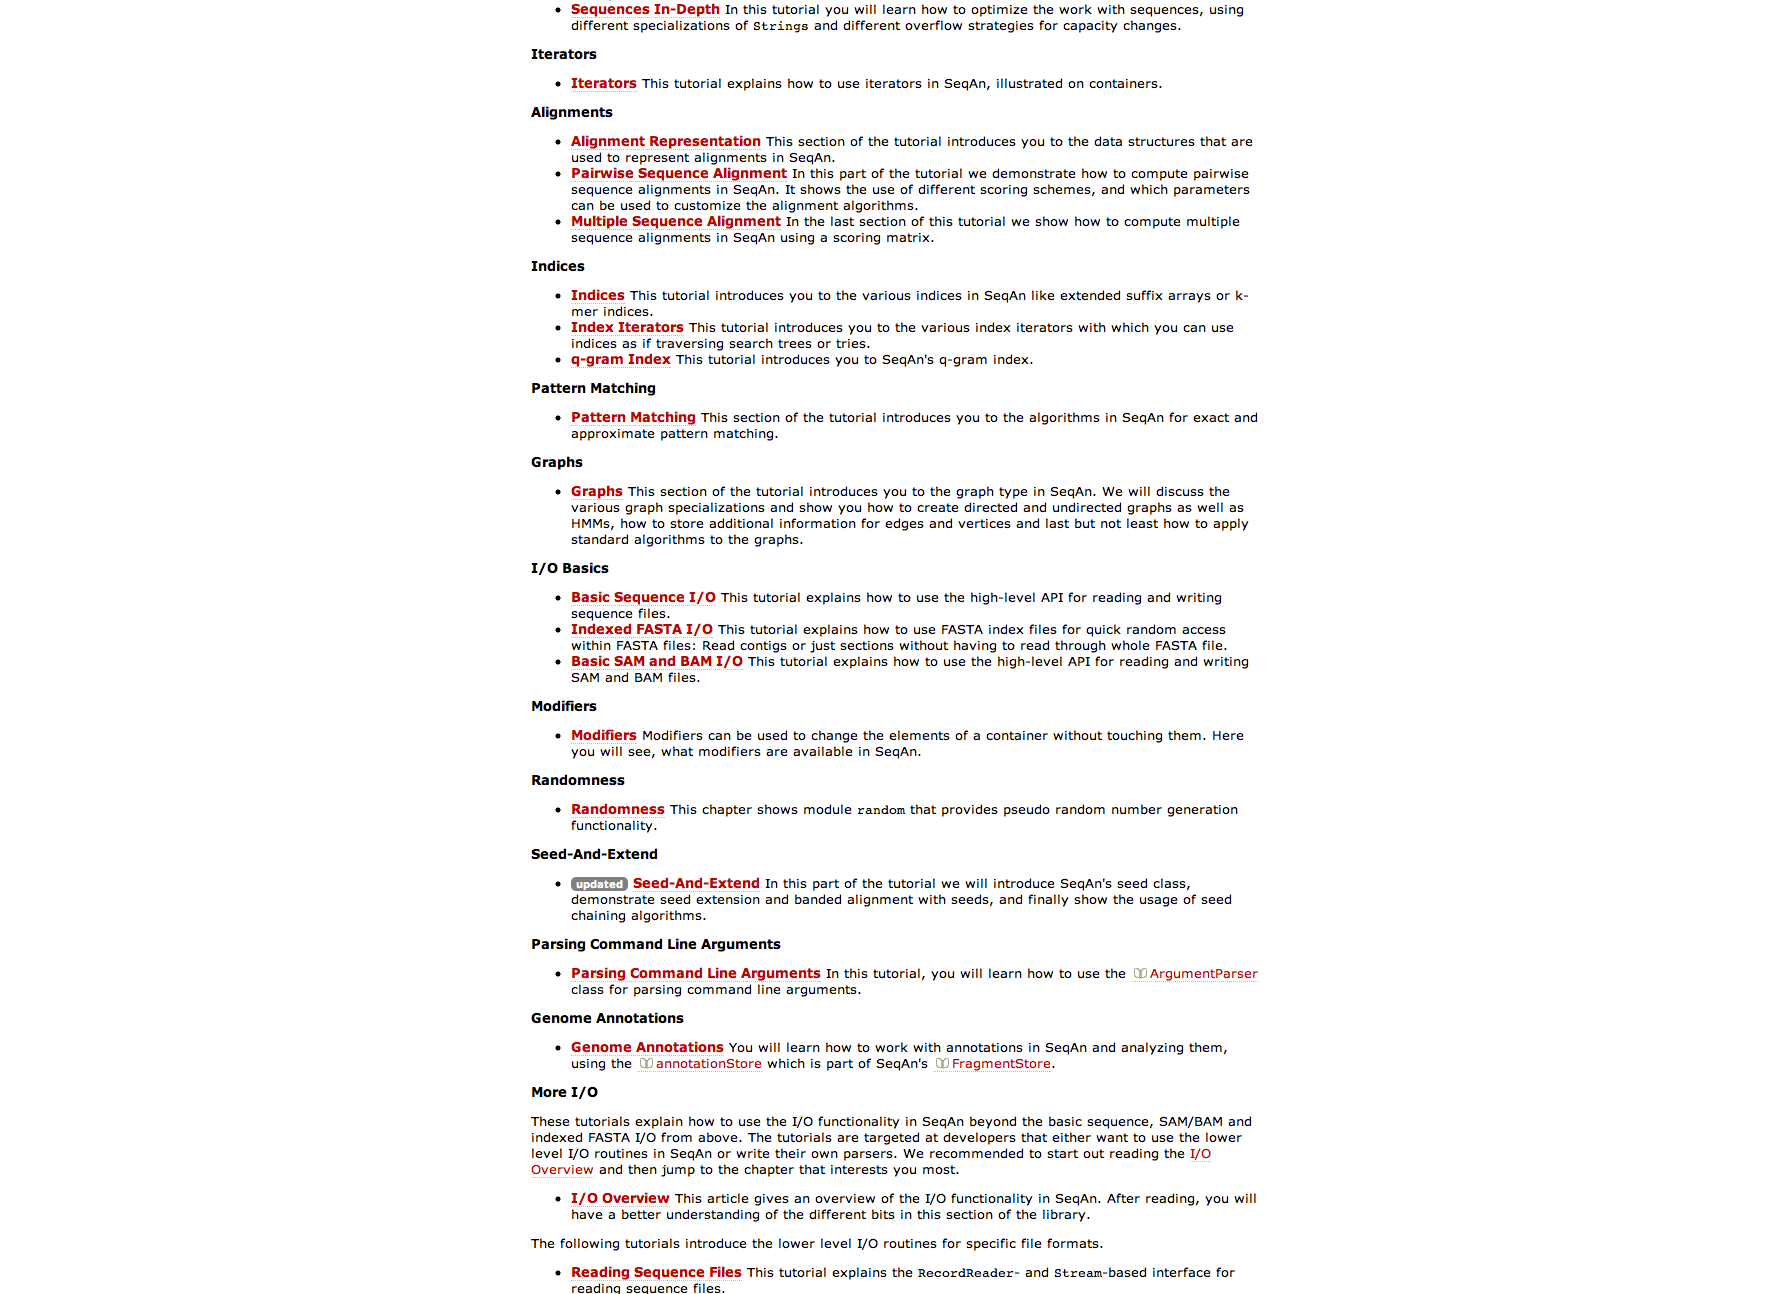 Sequences In-Depth In this tutorial you will learn how to optimize the work with sequences, using
different specializations of Strings and different overflow strategies for capacity changes.
Iterators
Iterators This tutorial explains how to use iterators in SeqAn, illustrated on containers.
Alignments
Alignment Representation This section of the tutorial introduces you to the data structures that are
used to represent alignments in SeqAn.
Pairwise Sequence Alignment In this part of the tutorial we demonstrate how to compute pairwise
sequence alignments in SeqAn. It shows the use of different scoring schemes, and which parameters
can be used to customize the alignment algorithms.
Multiple Sequence Alignment In the last section of this tutorial we show how to compute multiple
sequence alignments in SeqAn using a scoring matrix.
Indices
Indices This tutorial introduces you to the various indices in SeqAn like extended suffix arrays or k-
mer indices.
Index Iterators This tutorial introduces you to the various index iterators with which you can use
indices as if traversing search trees or tries.
q-gram Index This tutorial introduces you to SeqAn's q-gram index.
Pattern Matching
Pattern Matching This section of the tutorial introduces you to the algorithms in SeqAn for exact and
approximate pattern matching.
Graphs
Graphs This section of the tutorial introduces you to the graph type in SeqAn. We will discuss the
various graph specializations and show you how to create directed and undirected graphs as well as
HMMs, how to store additional information for edges and vertices and last but not least how to apply
standard algorithms to the graphs.
I/O Basics
Basic Sequence I/O This tutorial explains how to use the high-level API for reading and writing
sequence files.
Indexed FASTA I/O This tutorial explains how to use FASTA index files for quick random access
within FASTA files: Read contigs or just sections without having to read through whole FASTA file.
Basic SAM and BAM I/O This tutorial explains how to use the high-level API for reading and writing
SAM and BAM files.
Modifiers
Modifiers Modifiers can be used to change the elements of a container without touching them. Here
you will see, what modifiers are available in SeqAn.
Randomness
Randomness This chapter shows module random that provides pseudo random number generation
functionality.
Seed-And-Extend
updated Seed-And-Extend In this part of the tutorial we will introduce SeqAn's seed class,
demonstrate seed extension and banded alignment with seeds, and finally show the usage of seed
chaining algorithms.
Parsing Command Line Arguments
Parsing Command Line Arguments In this tutorial, you will learn how to use the ArgumentParser
class for parsing command line arguments.
Genome Annotations
Genome Annotations You will learn how to work with annotations in SeqAn and analyzing them,
using the annotationStore which is part of SeqAn's FragmentStore.
More I/O
These tutorials explain how to use the I/O functionality in SeqAn beyond the basic sequence, SAM/BAM and
indexed FASTA I/O from above. The tutorials are targeted at developers that either want to use the lower
level I/O routines in SeqAn or write their own parsers. We recommended to start out reading the I/O
Overview and then jump to the chapter that interests you most.
I/O Overview This article gives an overview of the I/O functionality in SeqAn. After reading, you will
have a better understanding of the different bits in this section of the library.
The following tutorials introduce the lower level I/O routines for specific file formats.
Reading Sequence Files This tutorial explains the RecordReader- and Stream-based interface for
reading sequence files.